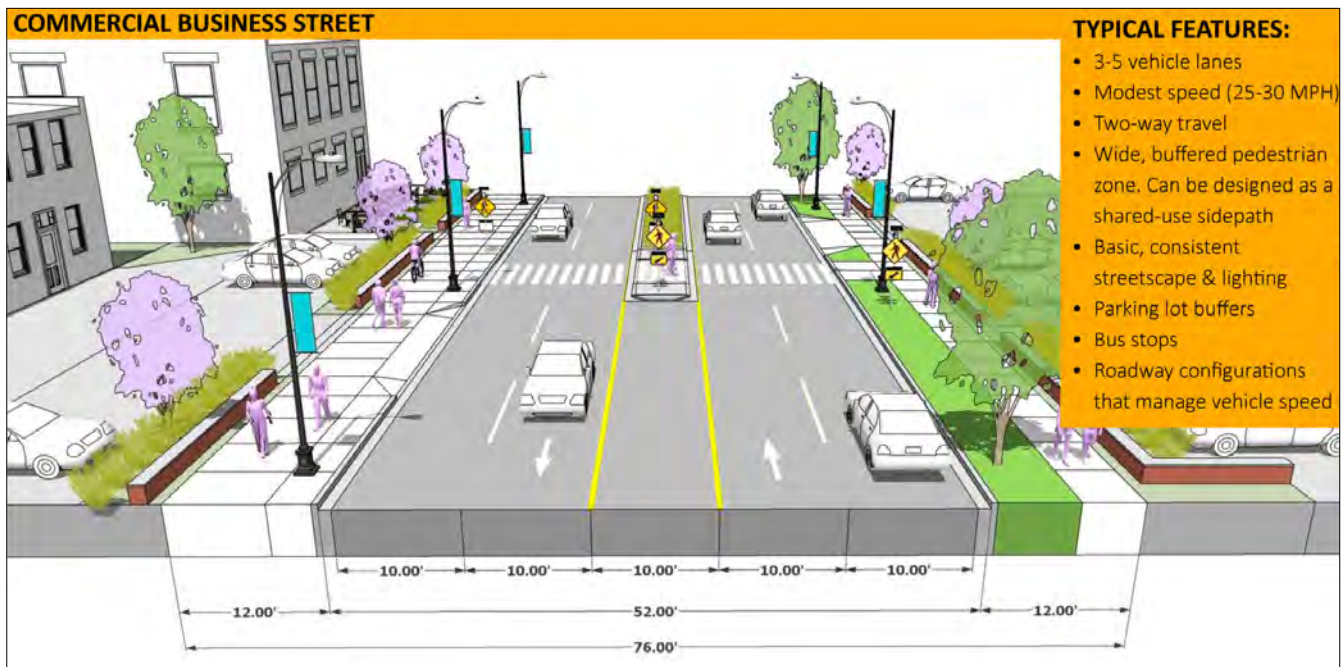 COMMERCIAL BUSINESS STREET
TYPICAL FEATURES:
• 3-5 vehicle lanes
• Modest speed (25-30 MPH)
• Two-way travel
• Wide, buffered pedestrian
zone. Can be designed as a
shared-use sidepath
• Basic, consistent
streetscape & lighting
• Parking lot buffers
• Bus stops
• Roadway configurations
that manage vehicle speed
10.00' 10.00' 10.00' 10.00' 10.00'
12.00' 52.00' 12.00'
76.00'